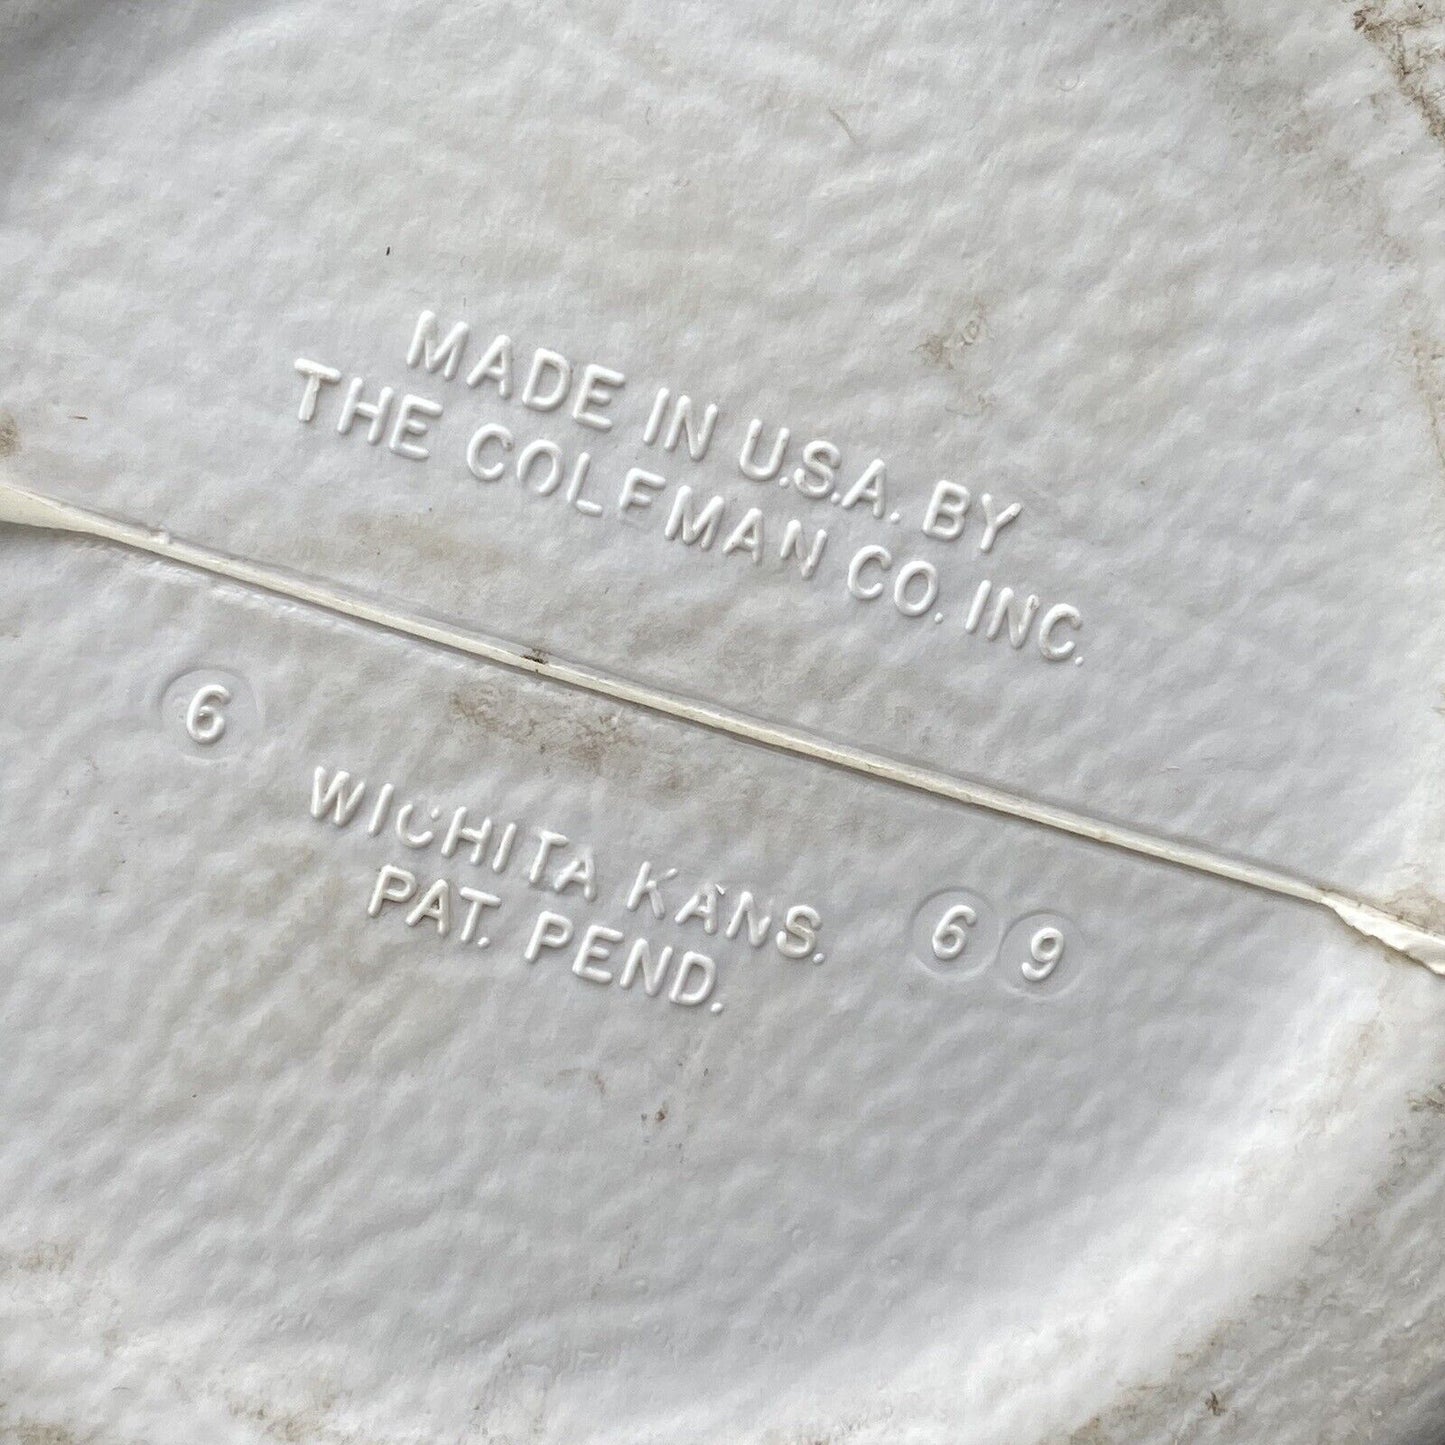 MADE IN U.S.A. BY
THE COLEMAN CO. INC.
6
WICHITA KANS.
PAT. PEND.
6 9